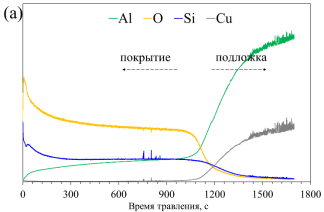 (a)
Al O Si Cu
покрытие подложка
0 300 600 900 1200 1500 1800
Время травления, с